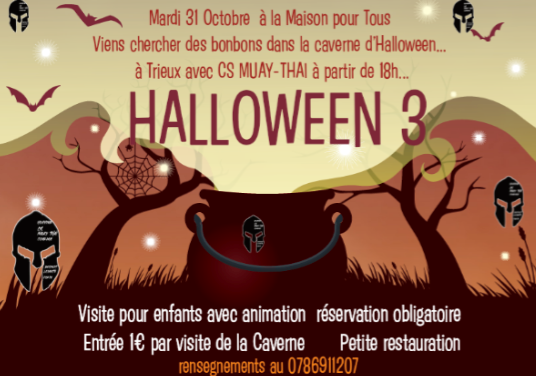 Mardi 31 Octobre à la Maison pour Tous
Viens chercher des bonbons dans la caverne d'Halloween...
à Trieux avec CS MUAY-THAI à partir de 18h...
HALLOWEEN 3
Visite pour enfants avec animation réservation obligatoire
Entrée 1€ par visite de la Caverne Petite restauration
renseignements au 0786911207